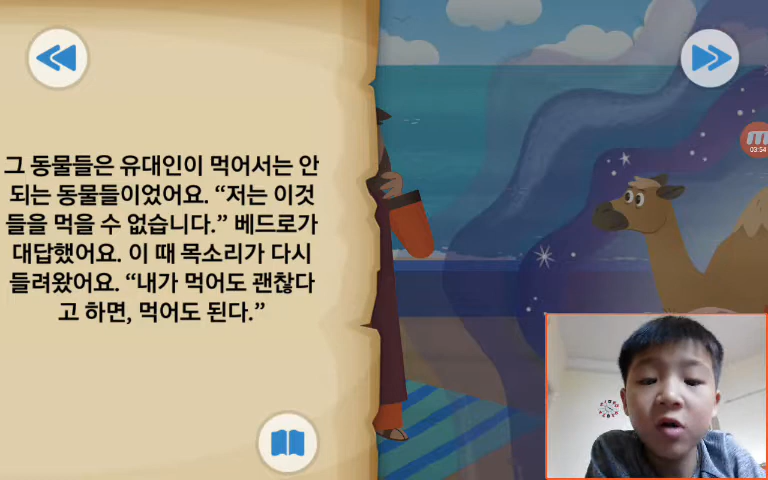 그 동물들은 유대인이 먹어서는 안
되는 동물들이었어요. “저는 이것
들을 먹을 수 없습니다.” 베드로가
대답했어요. 이 때 목소리가 다시
들려왔어요. “내가 먹어도 괜찮다
고 하면, 먹어도 된다.”
03:54